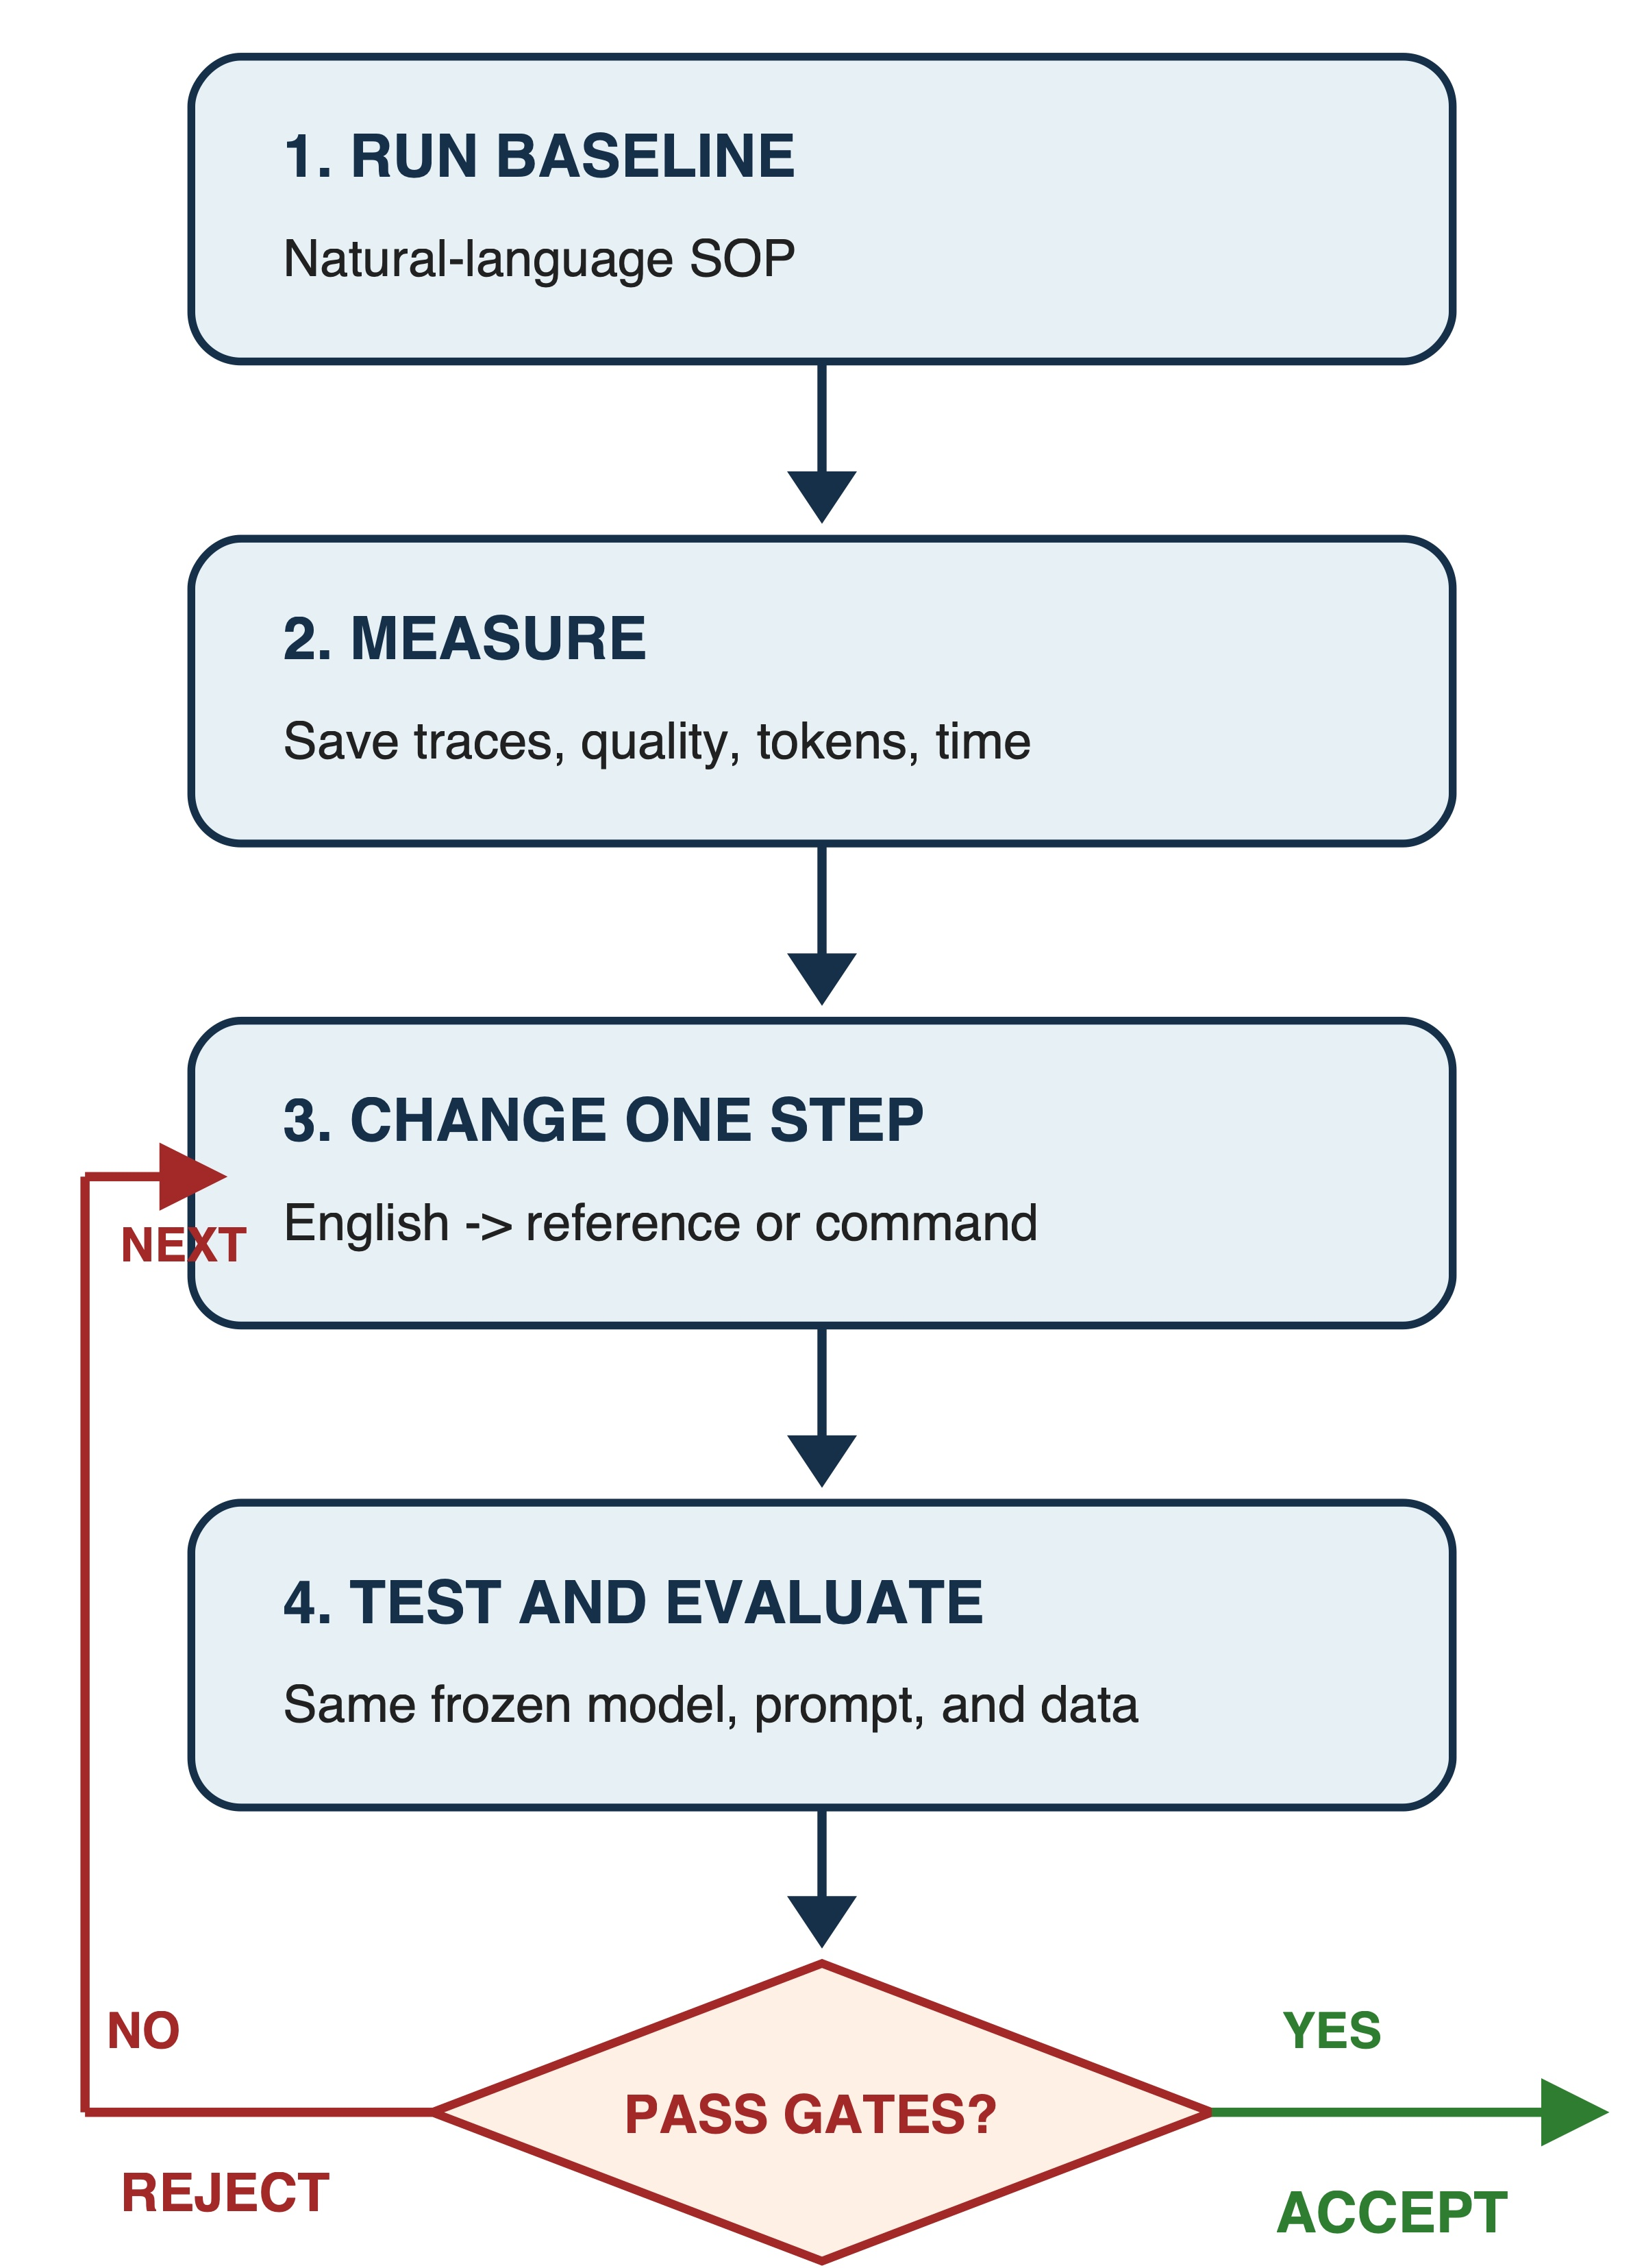 1. RUN BASELINE
Natural-language SOP
2. MEASURE
Save traces, quality, tokens, time
3. CHANGE ONE STEP
NEXT
English -> reference or command
4. TEST AND EVALUATE
Same frozen model, prompt, and data
NO
YES
PASS GATES?
REJECT
ACCEPT